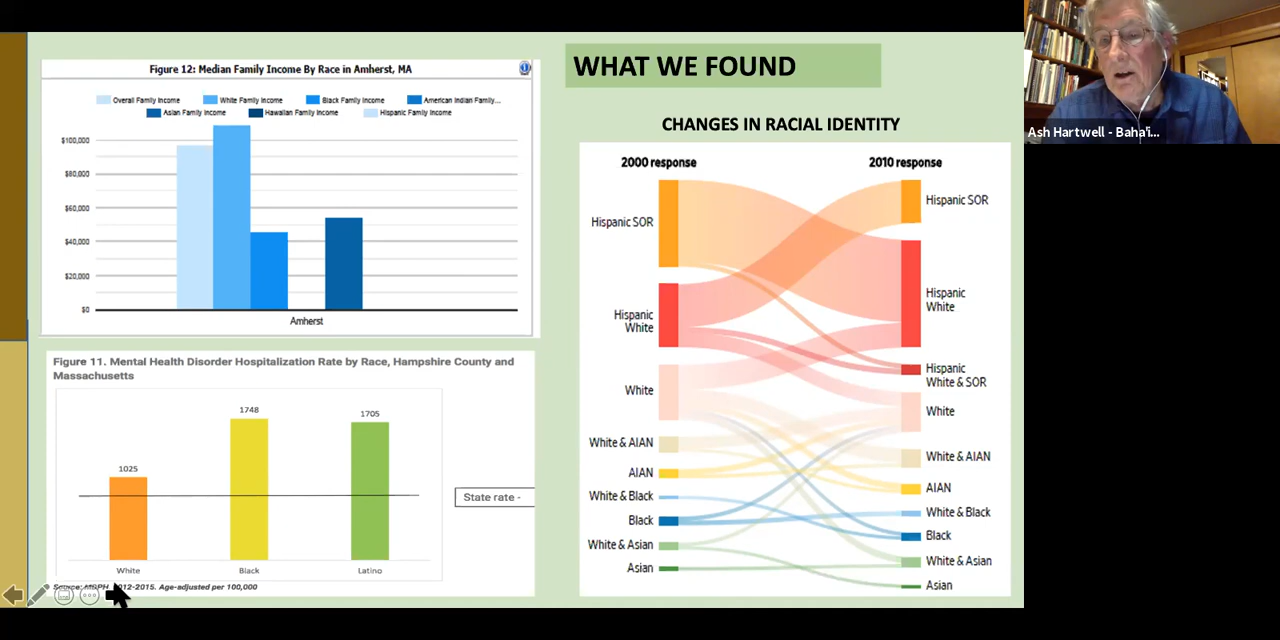 Figure 12: Median Family Income By Race in Amherst, MA
Overall Family Income White Family Income Black Family Income American Indian Family...
Asian Family Income Hawaiian Family Income Hispanic Family Income
$100,000
$80,000
$60,000
$40,000
$20,000
$0
Amherst
Figure 11. Mental Health Disorder Hospitalization Rate by Race, Hampshire County and
Massachusetts
1025
1748
1705
State rate -
White
Black
Latino
Source: MDPH, 2012-2015. Age-adjusted per 100,000
WHAT WE FOUND
CHANGES IN RACIAL IDENTITY
2000 response
2010 response
Hispanic SOR
Hispanic
White
White
White & AIAN
AIAN
White & Black
Black
White & Asian
Asian
Hispanic SOR
Hispanic
White
Hispanic
White & SOR
White
White & AIAN
AIAN
White & Black
Black
White & Asian
Asian
Ash Hartwell - Baha'i...